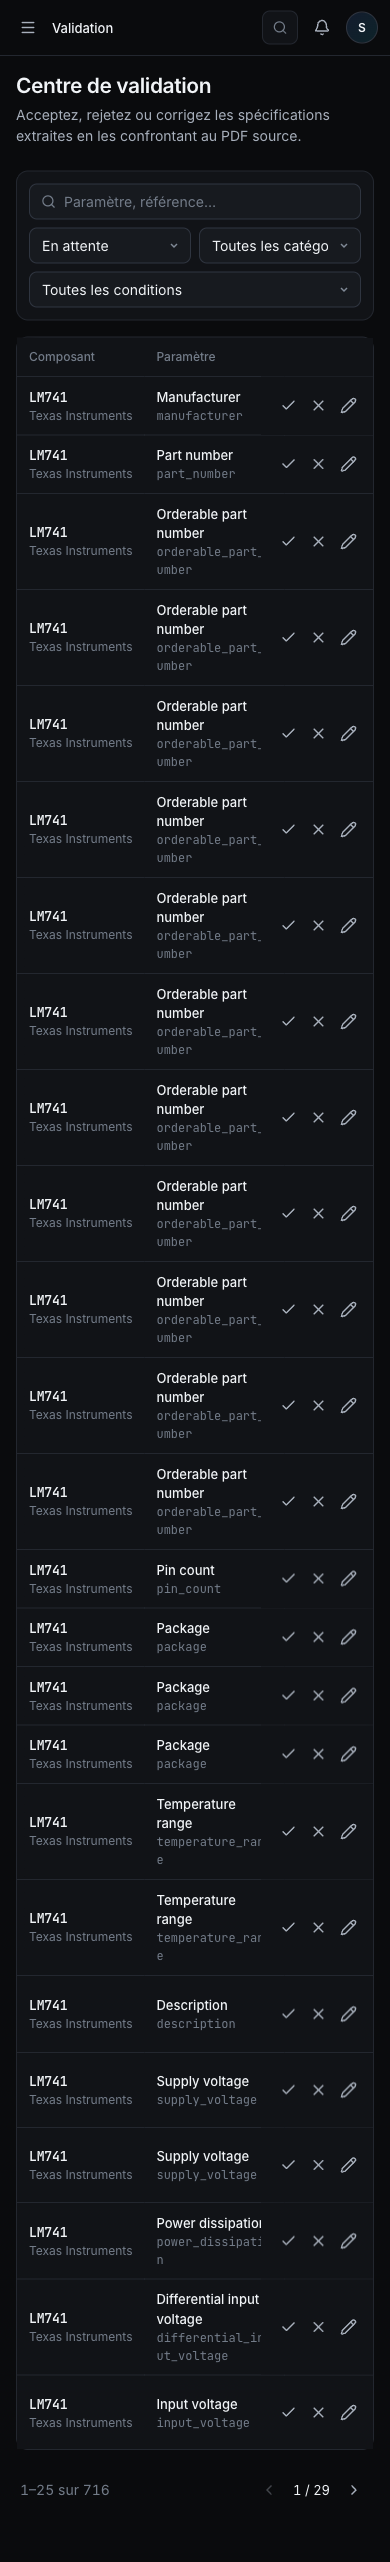 Validation
S
Centre de validation
Acceptez, rejetez ou corrigez les spécifications
extraites en les confrontant au PDF source.
Paramètre, référence...
En attente
Toutes les catégo
Toutes les conditions
Composant Paramètre
LM741 Manufacturer
Texas Instruments manufacturer
LM741 Part number
Texas Instruments part_number
LM741 Orderable part
number
Texas Instruments orderable_part_
umber
LM741 Orderable part
number
Texas Instruments orderable_part_
umber
LM741 Orderable part
number
Texas Instruments orderable_part_
umber
LM741 Orderable part
number
Texas Instruments orderable_part_
umber
LM741 Orderable part
number
Texas Instruments orderable_part_
umber
LM741 Orderable part
number
Texas Instruments orderable_part_
umber
LM741 Orderable part
number
Texas Instruments orderable_part_
umber
LM741 Orderable part
number
Texas Instruments orderable_part_
umber
LM741 Orderable part
number
Texas Instruments orderable_part_
umber
LM741 Orderable part
number
Texas Instruments orderable_part_
umber
LM741 Orderable part
number
Texas Instruments orderable_part_
umber
LM741 Pin count
Texas Instruments pin_count
LM741 Package
Texas Instruments package
LM741 Package
Texas Instruments package
LM741 Package
Texas Instruments package
LM741 Temperature
range
Texas Instruments temperature_ran
e
LM741 Temperature
range
Texas Instruments temperature_ran
e
LM741 Description
Texas Instruments description
LM741 Supply voltage
Texas Instruments supply_voltage
LM741 Supply voltage
Texas Instruments supply_voltage
LM741 Power dissipation
Texas Instruments power_dissipati
n
LM741 Differential input
voltage
Texas Instruments differential_in
ut_voltage
LM741 Input voltage
Texas Instruments input_voltage
1–25 sur 716
1 / 29